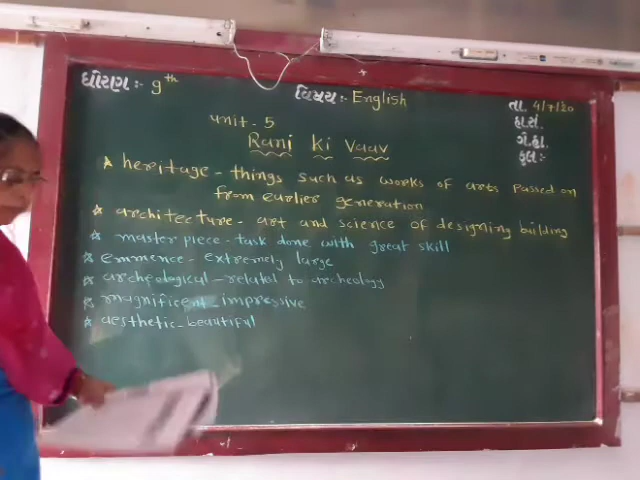 ધોરણ :- 9th
વિષય :- English
તા. 4/7/20
હા.સં.
ગે.હા.
કુલ :-
unit - 5
Rani ki Vaav
* heritage - things such as works of arts passed on
from earlier generation
* architecture - art and science of designing building
* master piece - task done with great skill
* emmence - extremely large
* archeological - related to archeology
* magnificent - impressive
* aesthetic - beautiful